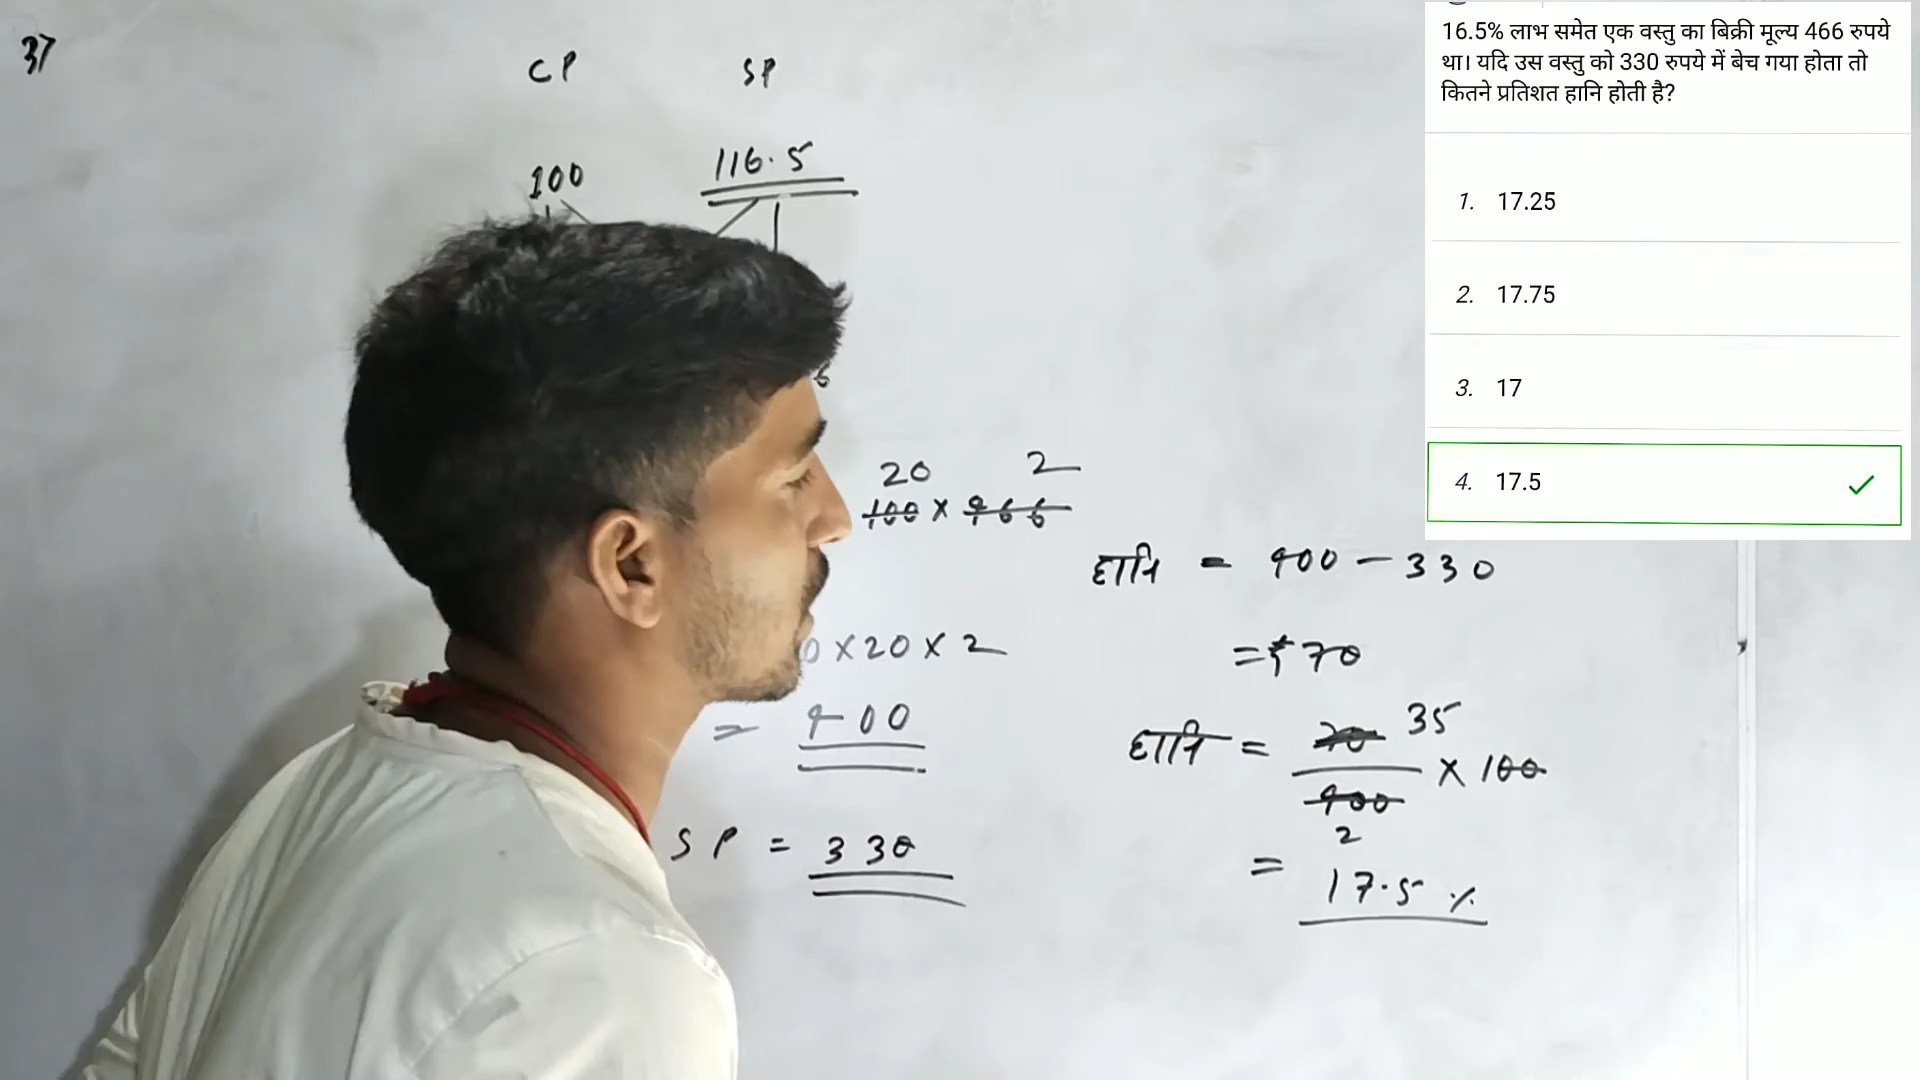 37
CP SP
100 116.5
6
20 2
100 × 466
0 × 20 × 2
= 400
SP = 330
हानि = 400 - 330
= ₹ 70
हानि = 70 35
× 100
400
2
= 17.5 %
16.5% लाभ समेत एक वस्तु का बिक्री मूल्य 466 रुपये
था। यदि उस वस्तु को 330 रुपये में बेच गया होता तो
कितने प्रतिशत हानि होती है?
1. 17.25
2. 17.75
3. 17
4. 17.5